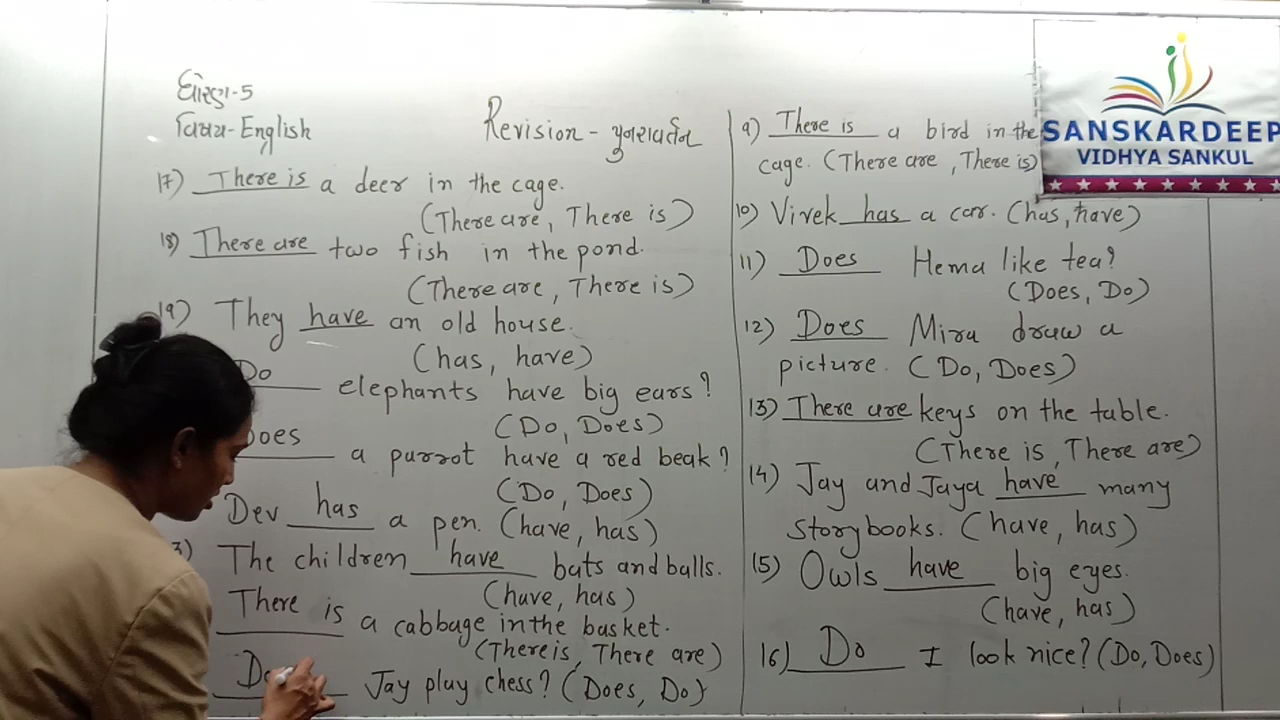 ધોરણ-5
વિષય-English
Revision - પુનરાવર્તન
17) There is a deer in the cage.
(There are, There is)
18) There are two fish in the pond.
(There are, There is)
19) They have an old house.
(has, have)
Do elephants have big ears?
(Do, Does)
Does a parrot have a red beak?
(Do, Does)
Dev has a pen. (have, has)
3) The children have bats and balls.
(have, has)
There is a cabbage in the basket.
(There is, There are)
Do Jay play chess? (Does, Do)
9) There is a bird in the
cage. (There are, There is)
10) Vivek has a car. (has, have)
11) Does Hema like tea?
(Does, Do)
12) Does Mira draw a
picture. (Do, Does)
13) There are keys on the table.
(There is, There are)
14) Jay and Jaya have many
storybooks. (have, has)
15) Owls have big eyes.
(have, has)
16) Do I look nice? (Do, Does)
SANSKARDEEP
VIDHYA SANKUL